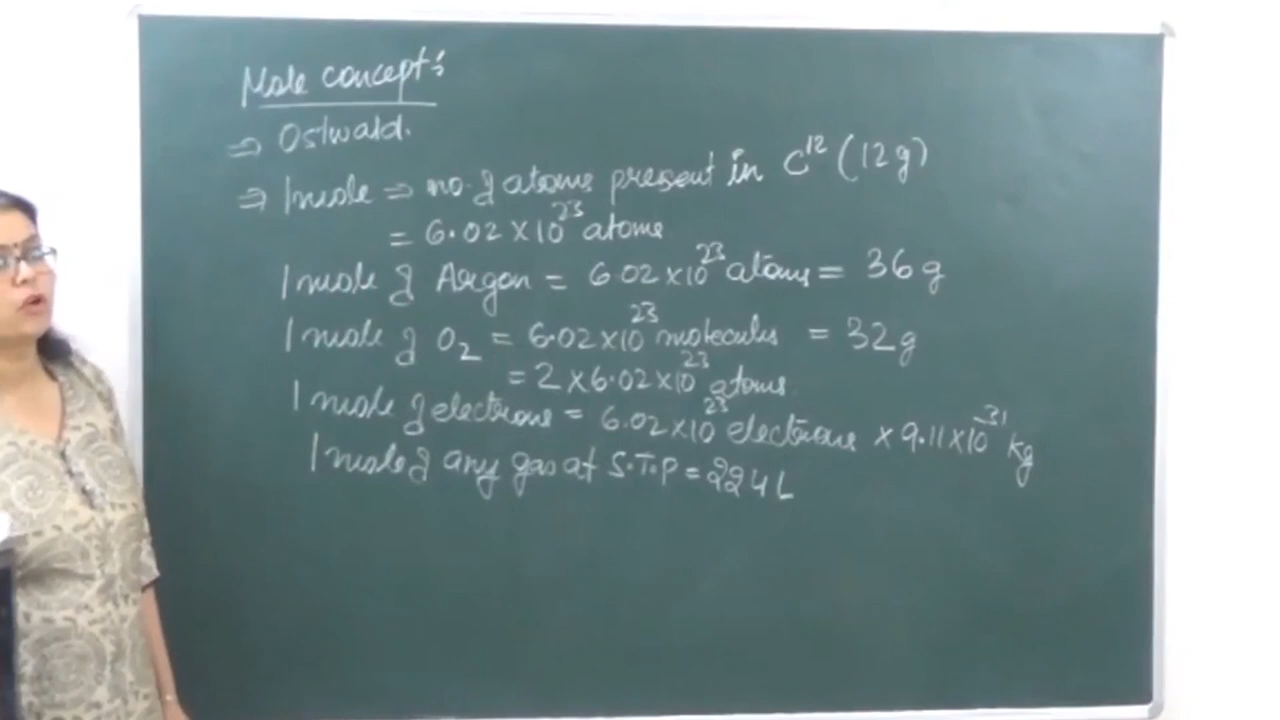 Mole concept:
⇒ Ostwald.
⇒ 1 mole ⇒ no. of atoms present in C¹² (12g)
= 6.02 × 10²³ atoms
1 mole of Argon = 6.02 × 10²³ atoms = 36 g
1 mole of O₂ = 6.02 × 10²³ molecules = 32g
= 2 × 6.02 × 10²³ atoms.
1 mole of electrons = 6.02 × 10²³ electrons × 9.11 × 10⁻³¹ kg
1 mole of any gas at S.T.P = 224 L